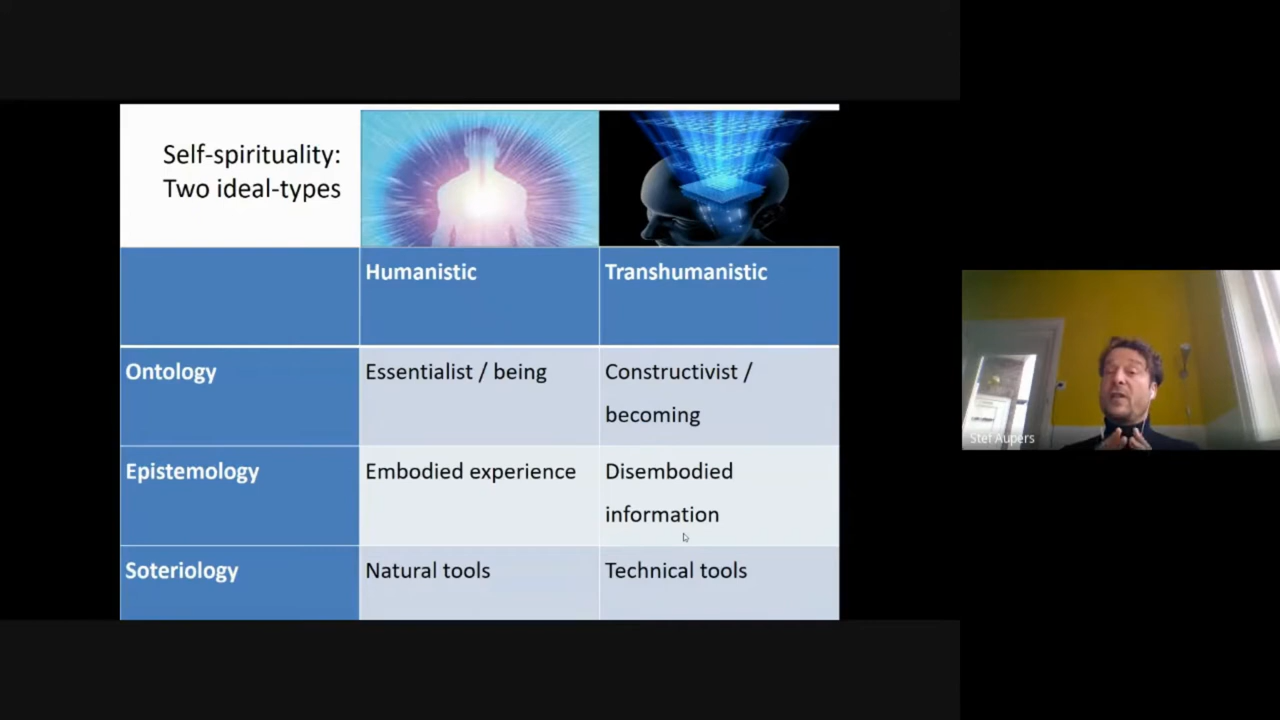 Self-spirituality:
Two ideal-types
Humanistic
Transhumanistic
Ontology
Essentialist / being
Constructivist /
becoming
Epistemology
Embodied experience
Disembodied
information
Soteriology
Natural tools
Technical tools
Stef Aupers